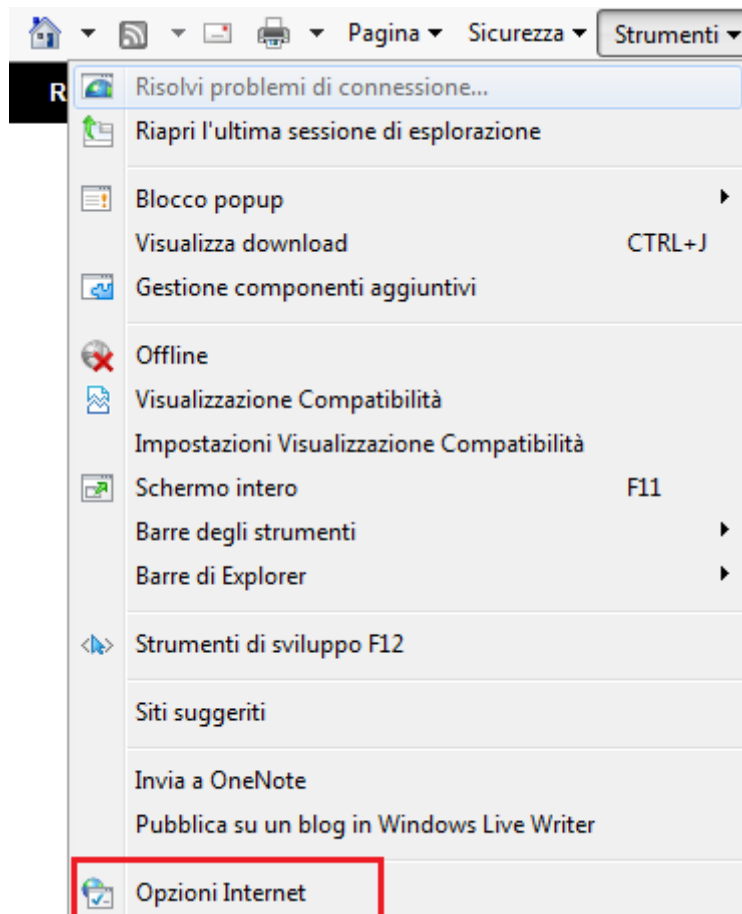 Pagina Sicurezza Strumenti
R
Risolvi problemi di connessione...
Riapri l'ultima sessione di esplorazione
Blocco popup
Visualizza download CTRL+J
Gestione componenti aggiuntivi
Offline
Visualizzazione Compatibilità
Impostazioni Visualizzazione Compatibilità
Schermo intero F11
Barre degli strumenti
Barre di Explorer
Strumenti di sviluppo F12
Siti suggeriti
Invia a OneNote
Pubblica su un blog in Windows Live Writer
Opzioni Internet